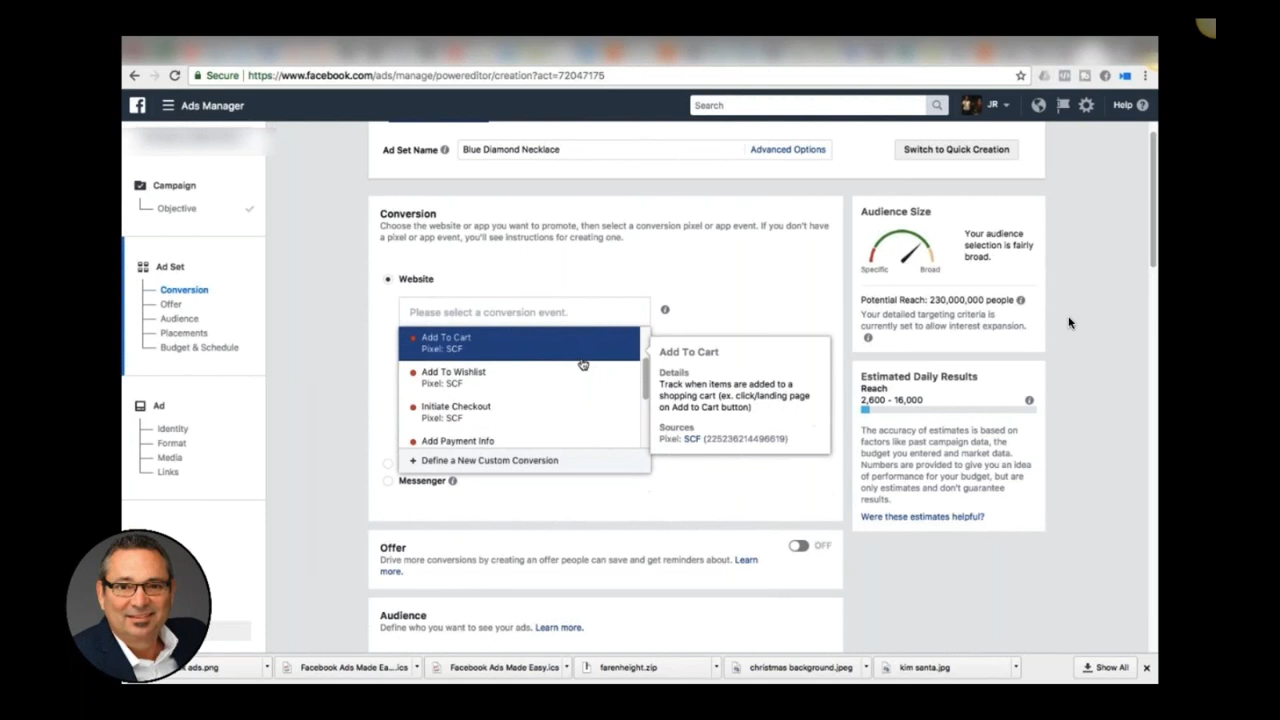 Secure | https://www.facebook.com/ads/manage/powereditor/creation?act=72047175
Ads Manager
Search
JR
Help
Ad Set Name
Blue Diamond Necklace
Advanced Options
Switch to Quick Creation
Campaign
Objective
Ad Set
Conversion
Offer
Audience
Placements
Budget & Schedule
Ad
Identity
Format
Media
Links
Conversion
Choose the website or app you want to promote, then select a conversion pixel or app event. If you don't have
a pixel or app event, you'll see instructions for creating one.
Website
Please select a conversion event.
Add To Cart
Pixel: SCF
Add To Wishlist
Pixel: SCF
Initiate Checkout
Pixel: SCF
Add Payment Info
+ Define a New Custom Conversion
Messenger
Add To Cart
Details
Track when items are added to a
shopping cart (ex. click/landing page
on Add to Cart button)
Sources
Pixel: SCF (225236214496619)
Offer
OFF
Drive more conversions by creating an offer people can save and get reminders about. Learn
more.
Audience
Define who you want to see your ads. Learn more.
Audience Size
Your audience
selection is fairly
broad.
Specific
Broad
Potential Reach: 230,000,000 people
Your detailed targeting criteria is
currently set to allow interest expansion.
Estimated Daily Results
Reach
2,600 - 16,000
The accuracy of estimates is based on
factors like past campaign data, the
budget you entered and market data.
Numbers are provided to give you an idea
of performance for your budget, but are
only estimates and don't guarantee
results.
Were these estimates helpful?
ads.png
Facebook Ads Made Ea....ics
Facebook Ads Made Easy.ics
farenheight.zip
christmas background.jpeg
kim santa.jpg
Show All